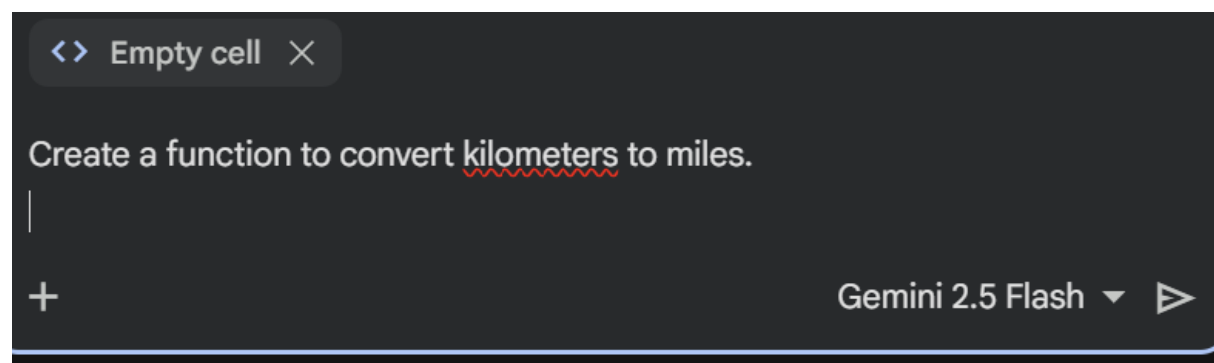 <> Empty cell ×
Create a function to convert kilometers to miles.
+
Gemini 2.5 Flash